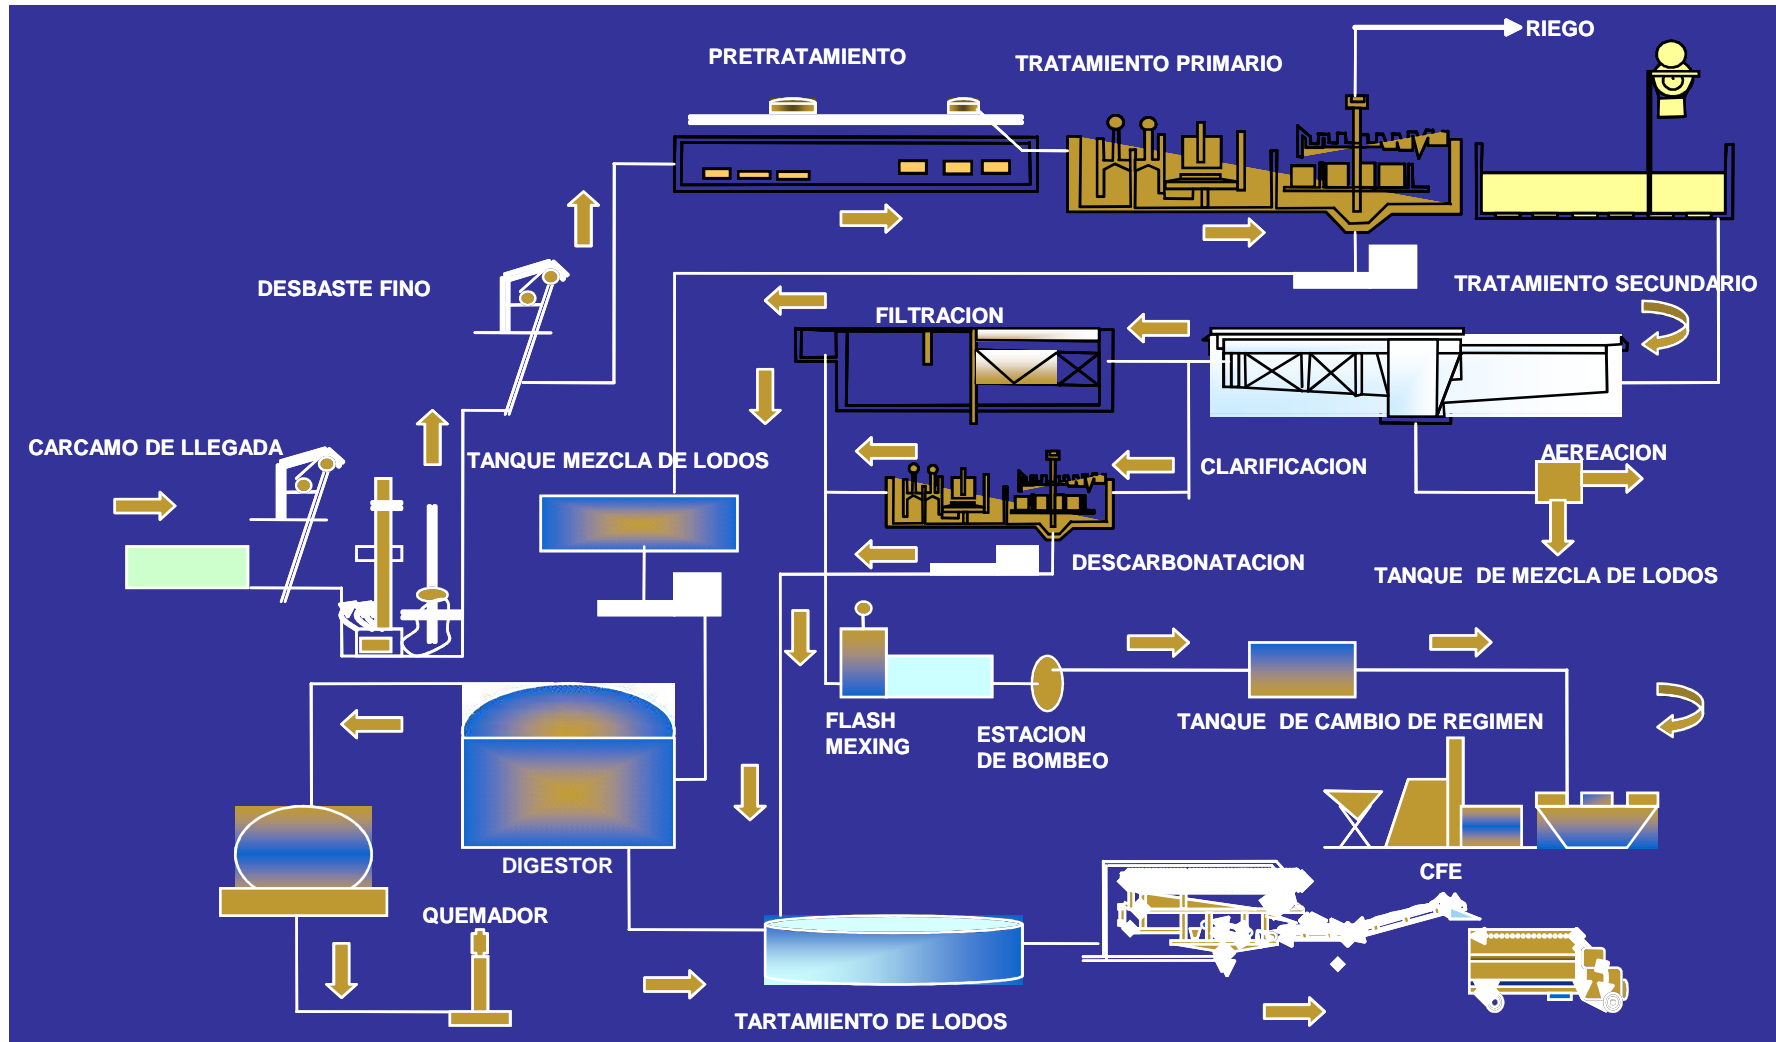 RIEGO
PRETRATAMIENTO
TRATAMIENTO PRIMARIO
DESBASTE FINO
TRATAMIENTO SECUNDARIO
FILTRACION
CARCAMO DE LLEGADA
TANQUE MEZCLA DE LODOS
CLARIFICACION
AEREACION
DESCARBONATACION
TANQUE DE MEZCLA DE LODOS
FLASH
MEXING
ESTACION
DE BOMBEO
TANQUE DE CAMBIO DE REGIMEN
DIGESTOR
CFE
QUEMADOR
TARTAMIENTO DE LODOS